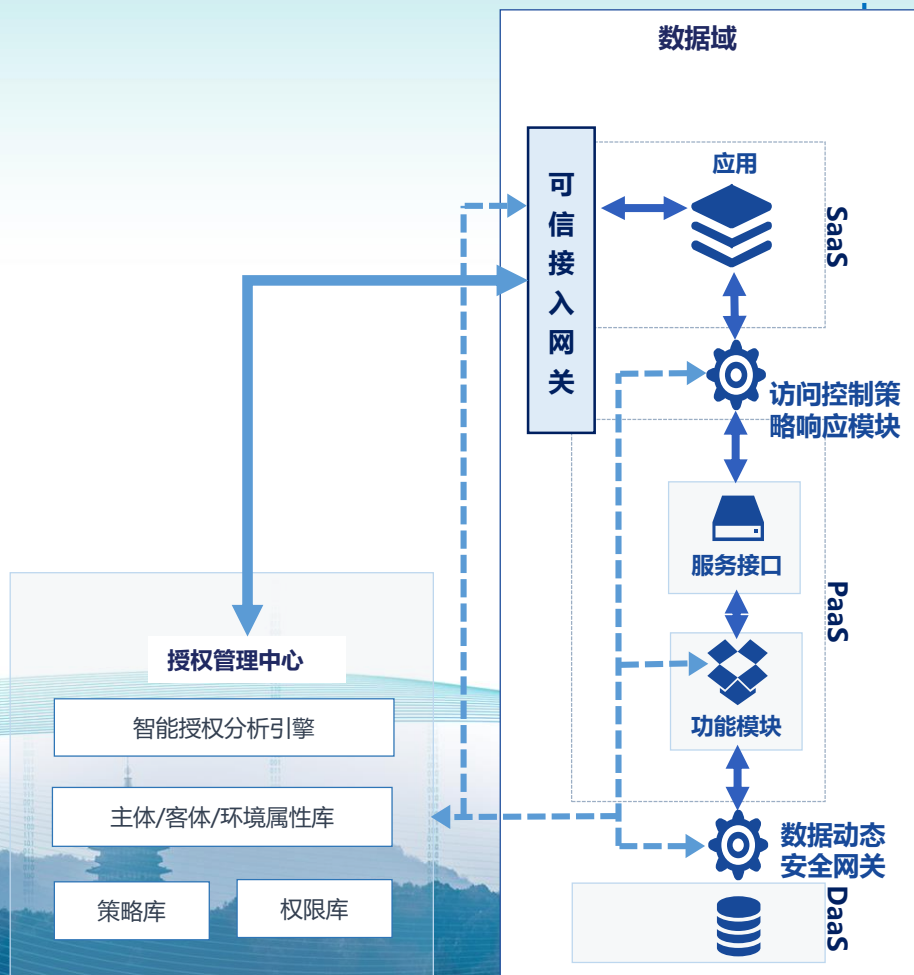 数据域
可信接入网关
应用
SaaS
访问控制策
略响应模块
服务接口
PaaS
功能模块
数据动态
安全网关
DaaS
授权管理中心
智能授权分析引擎
主体/客体/环境属性库
策略库
权限库